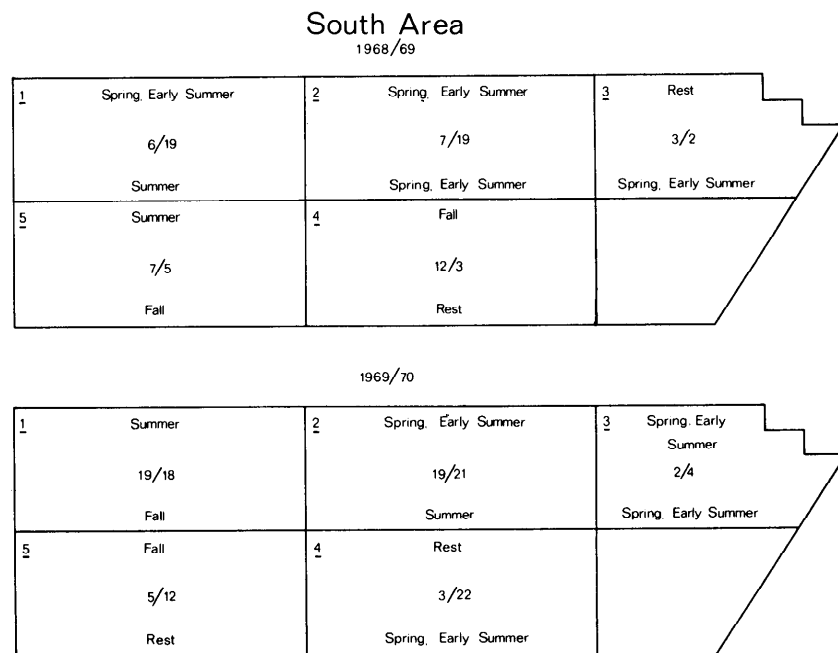 South Area
1968/69
1 Spring, Early Summer
6/19
Summer
2 Spring, Early Summer
7/19
Spring, Early Summer
3 Rest
3/2
Spring, Early Summer
5 Summer
7/5
Fall
4 Fall
12/3
Rest
1969/70
1 Summer
19/18
Fall
2 Spring, Early Summer
19/21
Summer
3 Spring. Early
Summer
2/4
Spring. Early Summer
5 Fall
5/12
Rest
4 Rest
3/22
Spring, Early Summer